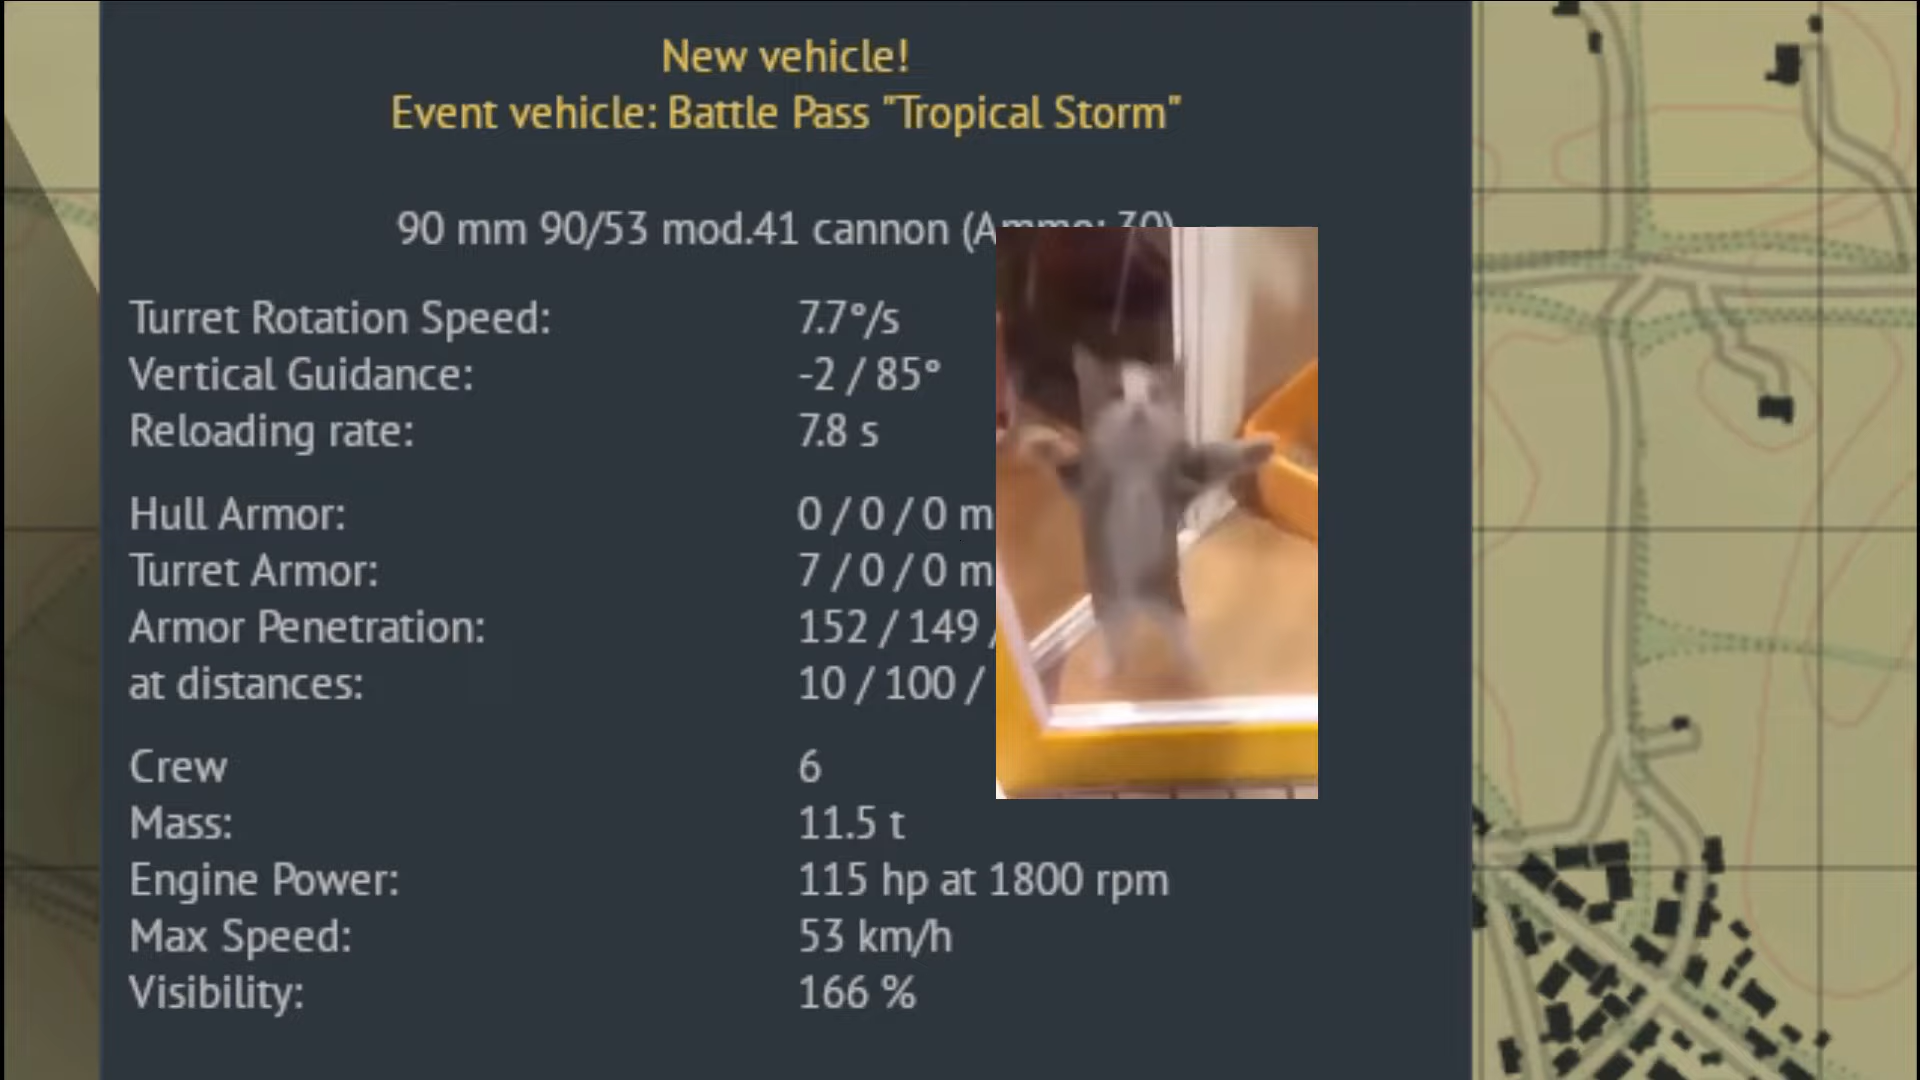 New vehicle!
Event vehicle: Battle Pass "Tropical Storm"
90 mm 90/53 mod.41 cannon (Ammo: 30)
Turret Rotation Speed: 7.7°/s
Vertical Guidance: -2 / 85°
Reloading rate: 7.8 s
Hull Armor: 0 / 0 / 0 m
Turret Armor: 7 / 0 / 0 m
Armor Penetration: 152 / 149 /
at distances: 10 / 100 /
Crew 6
Mass: 11.5 t
Engine Power: 115 hp at 1800 rpm
Max Speed: 53 km/h
Visibility: 166 %